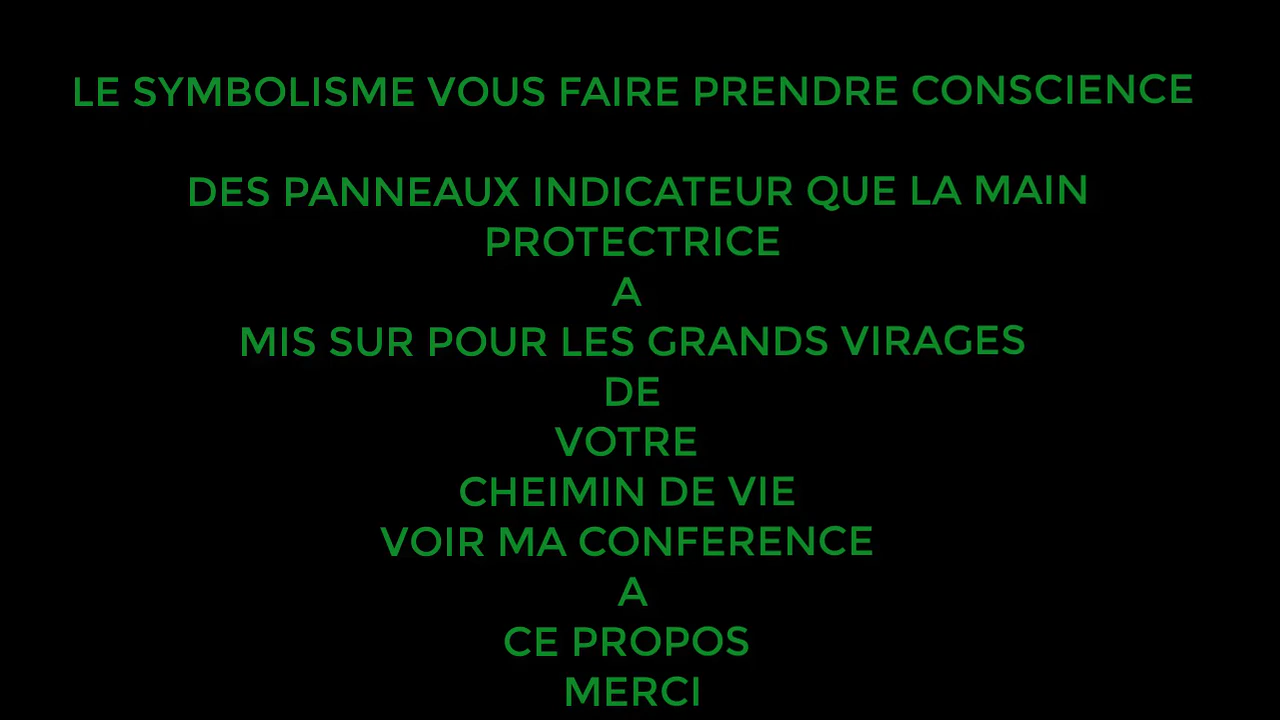 LE SYMBOLISME VOUS FAIRE PRENDRE CONSCIENCE
DES PANNEAUX INDICATEUR QUE LA MAIN
PROTECTRICE
A
MIS SUR POUR LES GRANDS VIRAGES
DE
VOTRE
CHEIMIN DE VIE
VOIR MA CONFERENCE
A
CE PROPOS
MERCI